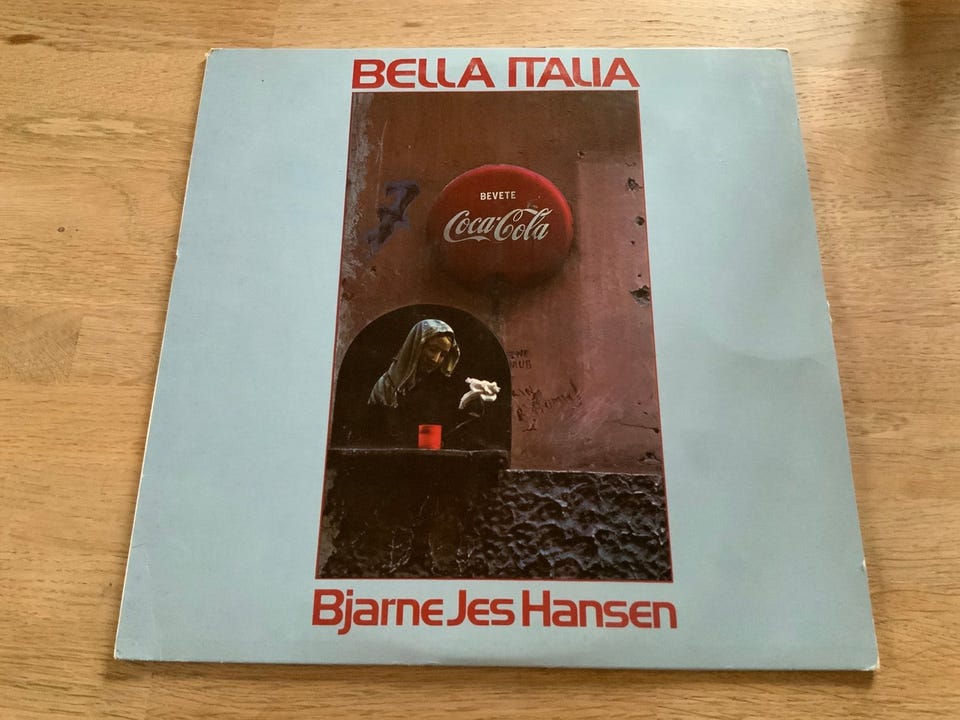 BELLA ITALIA
BEVETE
Coca-Cola
Bjarne Jes Hansen